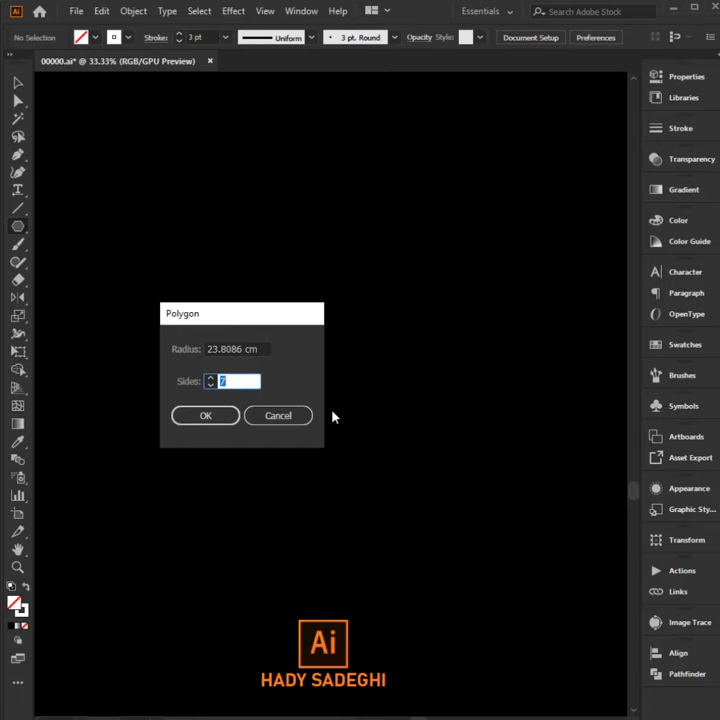 Ai File Edit Object Type Select Effect View Window Help Essentials Search Adobe Stock
No Selection Stroke: 3 pt Uniform 3 pt. Round Opacity Style: Document Setup Preferences
00000.ai* @ 33.33% (RGB/GPU Preview) ×
Properties
Libraries
Stroke
Transparency
Gradient
Color
Color Guide
Character
Paragraph
OpenType
Swatches
Brushes
Symbols
Artboards
Asset Export
Appearance
Graphic Sty...
Transform
Actions
Links
Image Trace
Align
Pathfinder
Polygon
Radius: 23.8086 cm
Sides: 7
OK Cancel
Ai
HADY SADEGHI